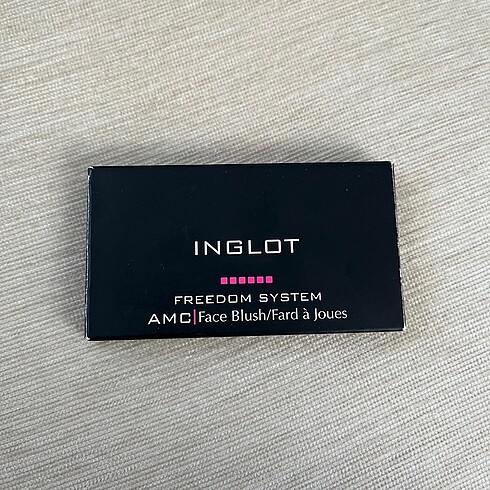 INGLOT
FREEDOM SYSTEM
AMC|Face Blush/Fard à Joues